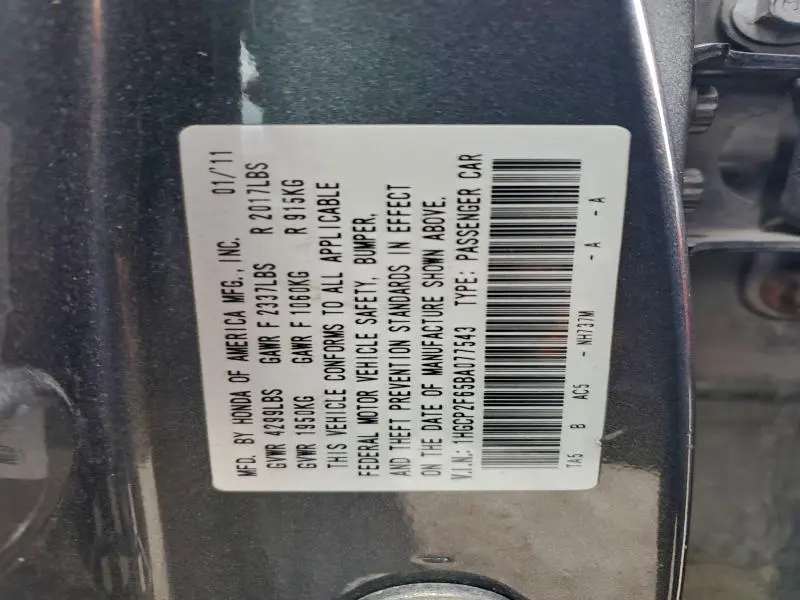 MFD. BY HONDA OF AMERICA MFG., INC. 01/11
GVWR 4299LBS GAWR F 2337LBS R 2017LBS
GVWR 1950KG GAWR F 1060KG R 915KG
THIS VEHICLE CONFORMS TO ALL APPLICABLE
FEDERAL MOTOR VEHICLE SAFETY, BUMPER,
AND THEFT PREVENTION STANDARDS IN EFFECT
ON THE DATE OF MANUFACTURE SHOWN ABOVE.
V.I.N.: 1HGCP2F65BA077543 TYPE: PASSENGER CAR
TA5 B AC5 - NH737M - A - A